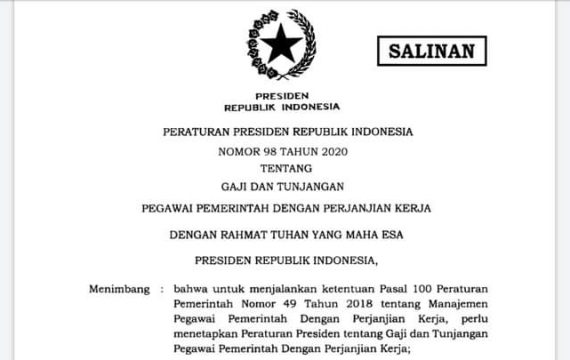 SALINAN
PRESIDEN
REPUBLIK INDONESIA
PERATURAN PRESIDEN REPUBLIK INDONESIA
NOMOR 98 TAHUN 2020
TENTANG
GAJI DAN TUNJANGAN
PEGAWAI PEMERINTAH DENGAN PERJANJIAN KERJA
DENGAN RAHMAT TUHAN YANG MAHA ESA
PRESIDEN REPUBLIK INDONESIA,
Menimbang : bahwa untuk menjalankan ketentuan Pasal 100 Peraturan
Pemerintah Nomor 49 Tahun 2018 tentang Manajemen
Pegawai Pemerintah Dengan Perjanjian Kerja, perlu
menetapkan Peraturan Presiden tentang Gaji dan Tunjangan
Pegawai Pemerintah Dengan Perjanjian Kerja;